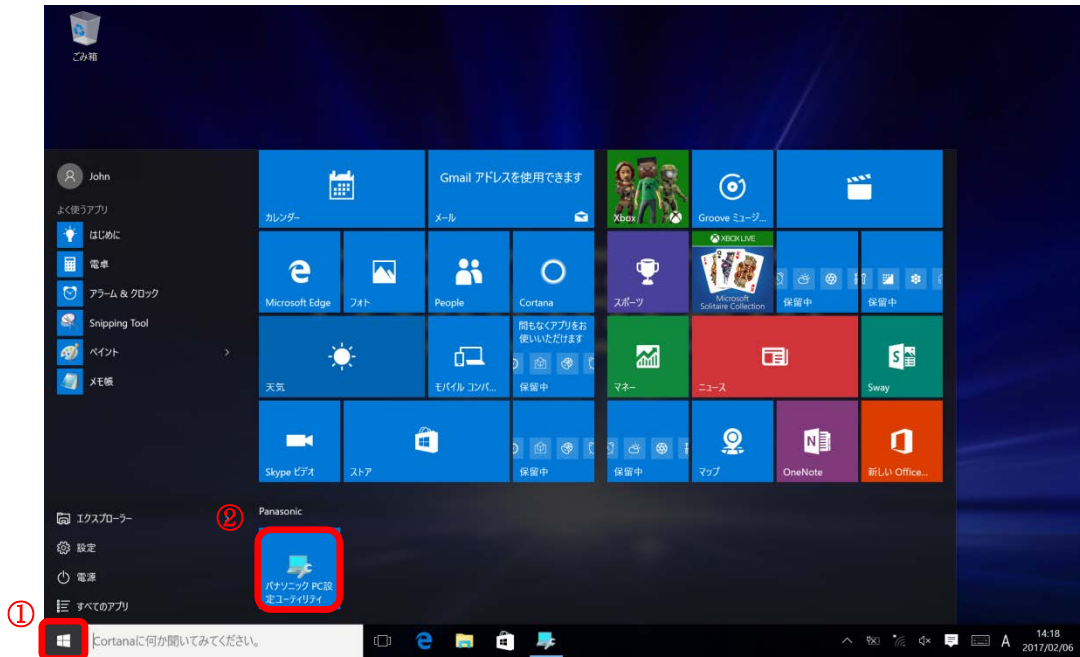 ごみ箱
John
よく使うアプリ
はじめに
電卓
アラーム & クロック
Snipping Tool
ペイント
メモ帳
エクスプローラー
設定
電源
すべてのアプリ
カレンダー
Gmail アドレスを使用できます
メール
Xbox
Groove ミュージ...
Microsoft Edge
フォト
People
Cortana
スポーツ
XBOX LIVE
Microsoft
Solitaire Collection
保留中
保留中
天気
モバイル コンパ...
間もなくアプリをお
使いいただけます
保留中
マネー
ニュース
Sway
Skype ビデオ
ストア
保留中
保留中
マップ
OneNote
新しい Office...
②
Panasonic
パナソニック PC設
定ユーティリティ
①
Cortanaに何か聞いてみてください。
A
14:18
2017/02/06